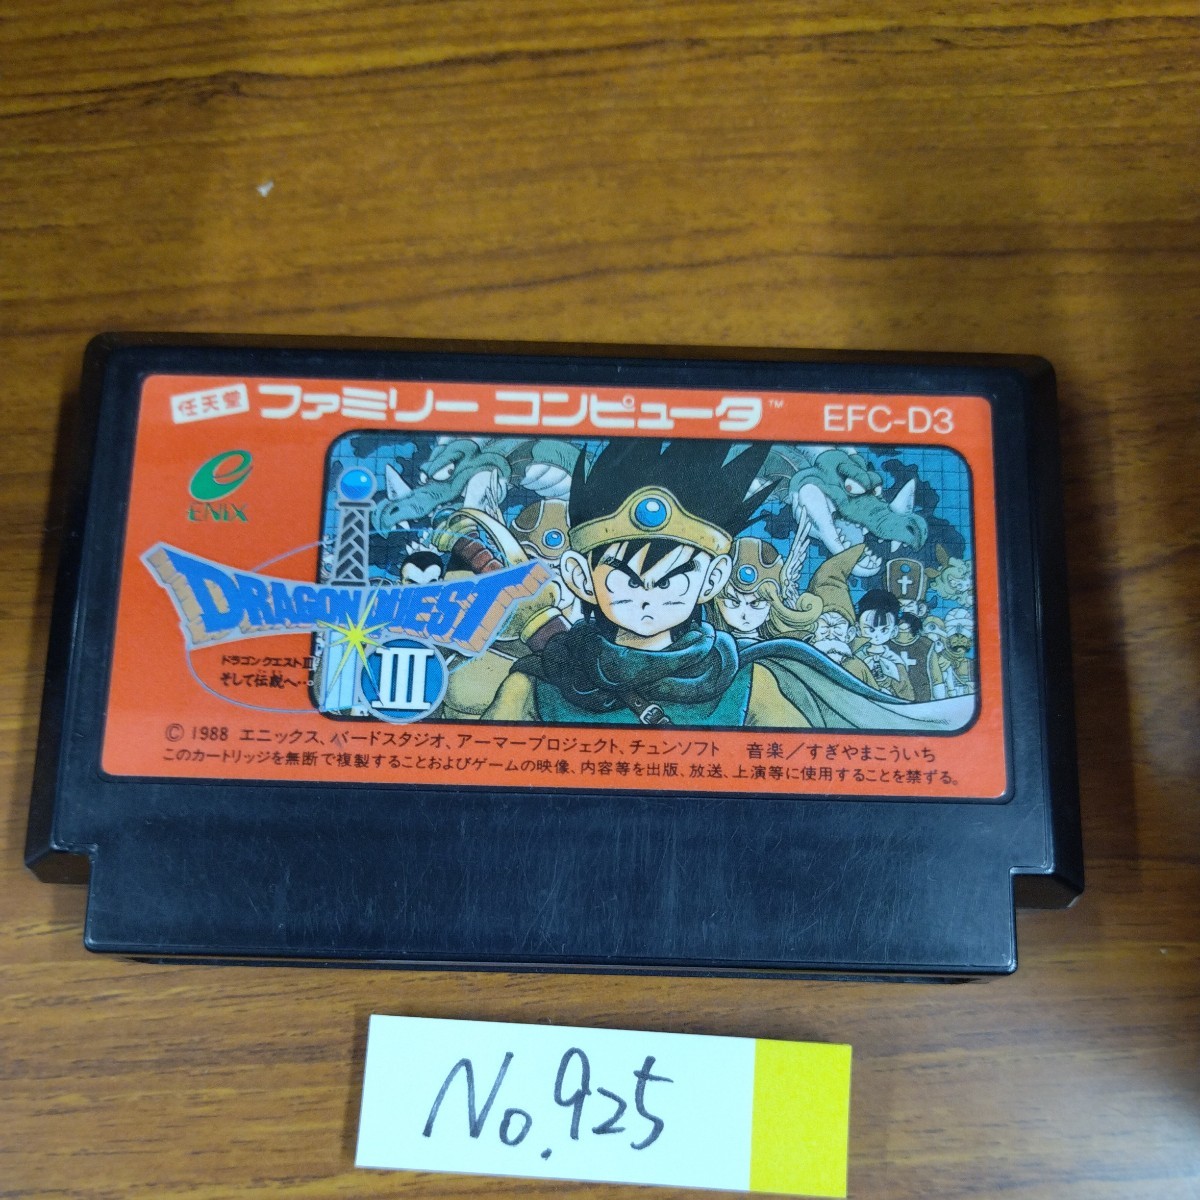 任天堂 ファミリー コンピュータ™ EFC-D3
ENIX
DRAGON QUEST
III
ドラゴンクエストIII
そして伝説へ…。
© 1988 エニックス、バードスタジオ、アーマープロジェクト、チュンソフト 音楽／すぎやまこういち
このカートリッジを無断で複製することおよびゲームの映像、内容等を出版、放送、上演等に使用することを禁ずる。
No.925